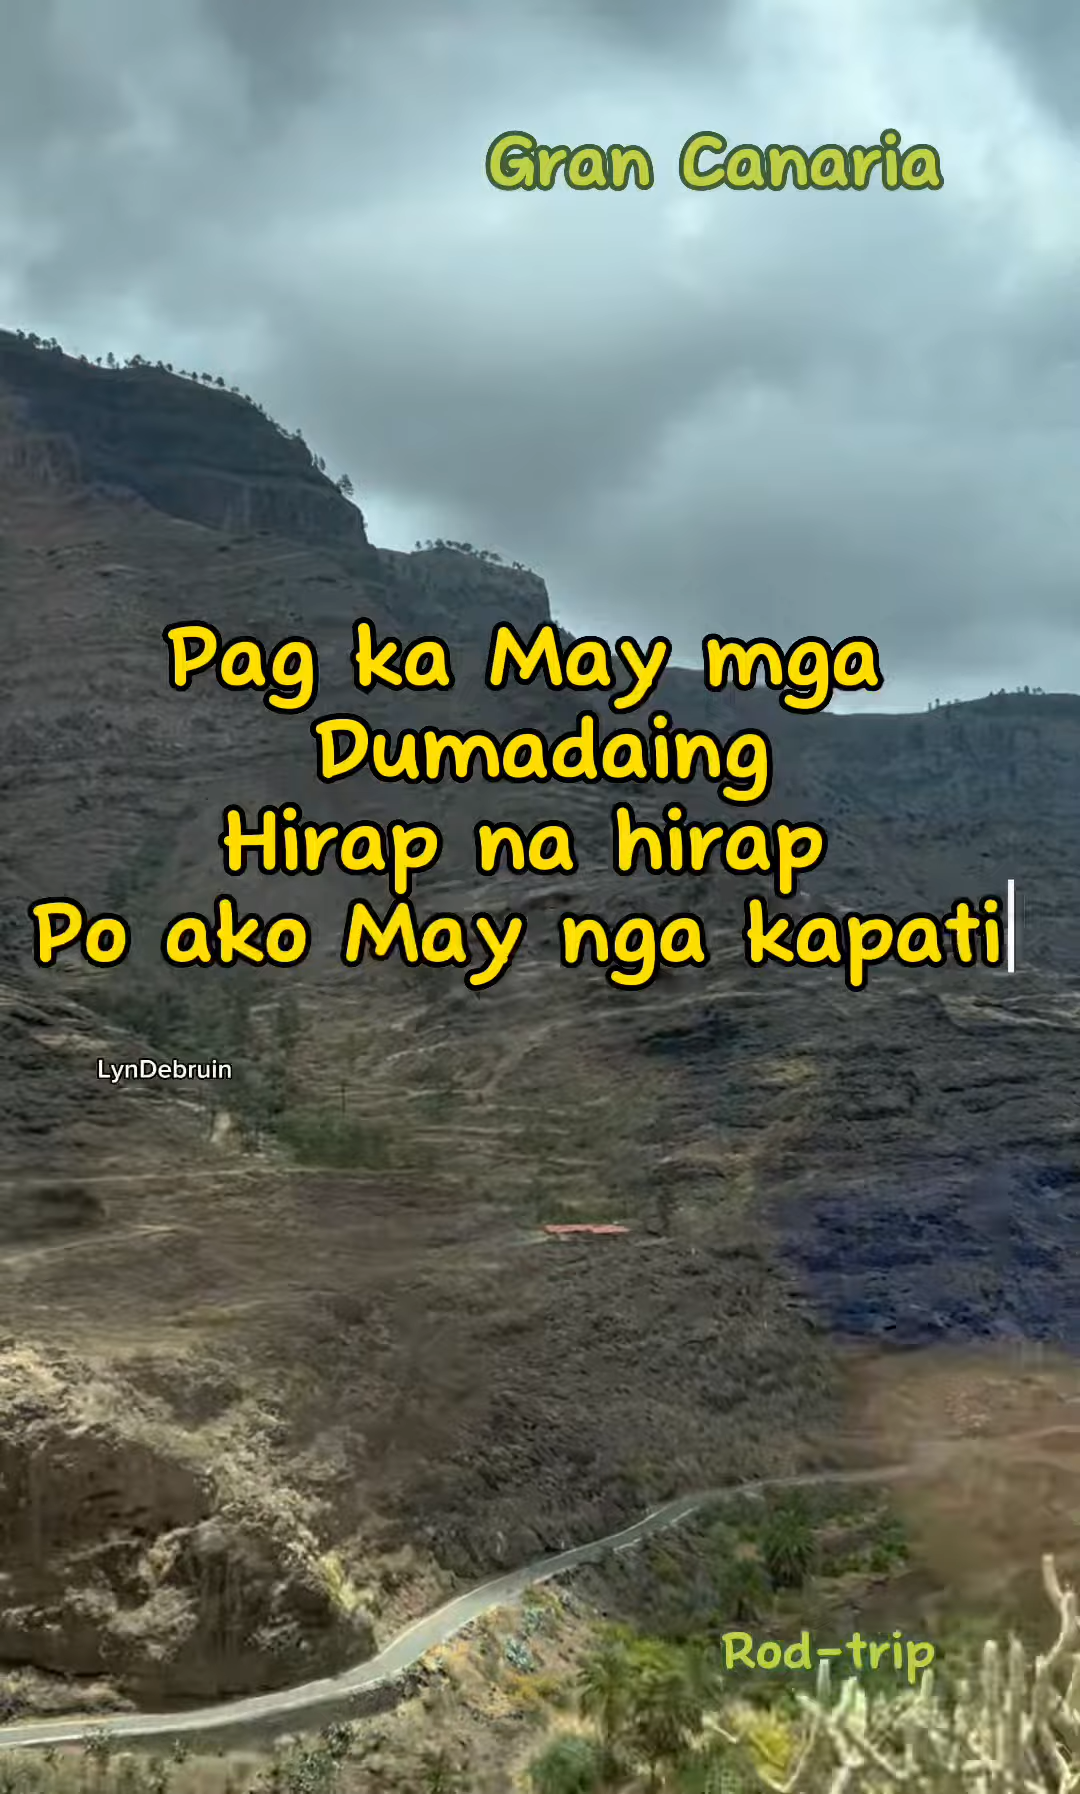 Gran Canaria
Pag ka May mga
Dumadaing
Hirap na hirap
Po ako May nga kapati
LynDebruin
Rod-trip